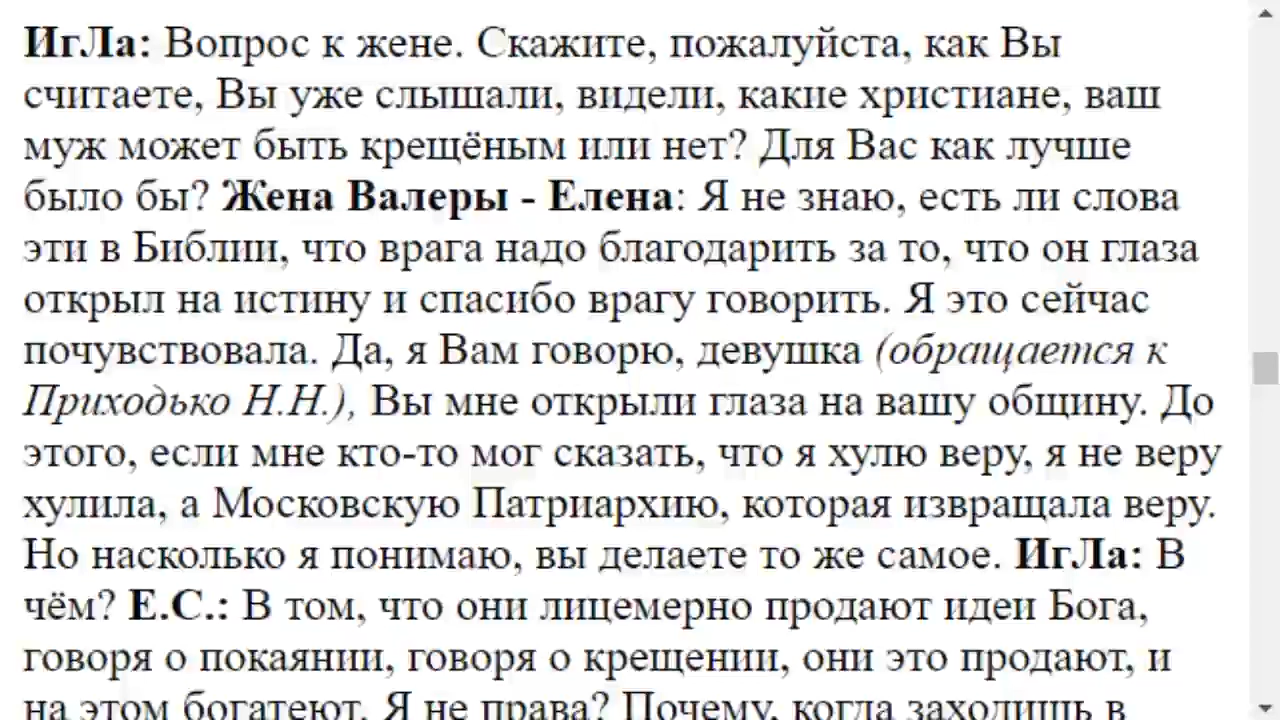 ИгЛа: Вопрос к жене. Скажите, пожалуйста, как Вы
считаете, Вы уже слышали, видели, какие христиане, ваш
муж может быть крещёным или нет? Для Вас как лучше
было бы? Жена Валеры - Елена: Я не знаю, есть ли слова
эти в Библии, что врага надо благодарить за то, что он глаза
открыл на истину и спасибо врагу говорить. Я это сейчас
почувствовала. Да, я Вам говорю, девушка (обращается к
Приходько Н.Н.), Вы мне открыли глаза на вашу общину. До
этого, если мне кто-то мог сказать, что я хулю веру, я не веру
хулила, а Московскую Патриархию, которая извращала веру.
Но насколько я понимаю, вы делаете то же самое. ИгЛа: В
чём? Е.С.: В том, что они лицемерно продают идеи Бога,
говоря о покаянии, говоря о крещении, они это продают, и
на этом богатеют. Я не права? Почему, когда заходишь в